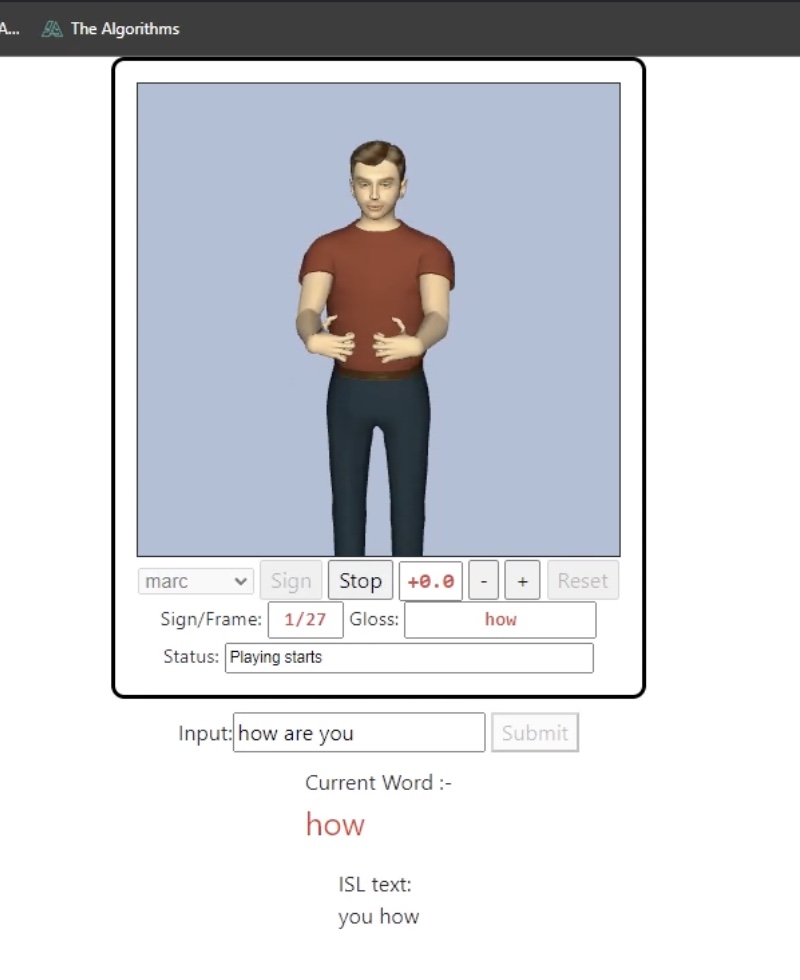 A... The Algorithms
marc Sign Stop +0.0 - + Reset
Sign/Frame: 1/27 Gloss: how
Status: Playing starts
Input: how are you Submit
Current Word :-
how
ISL text:
you how